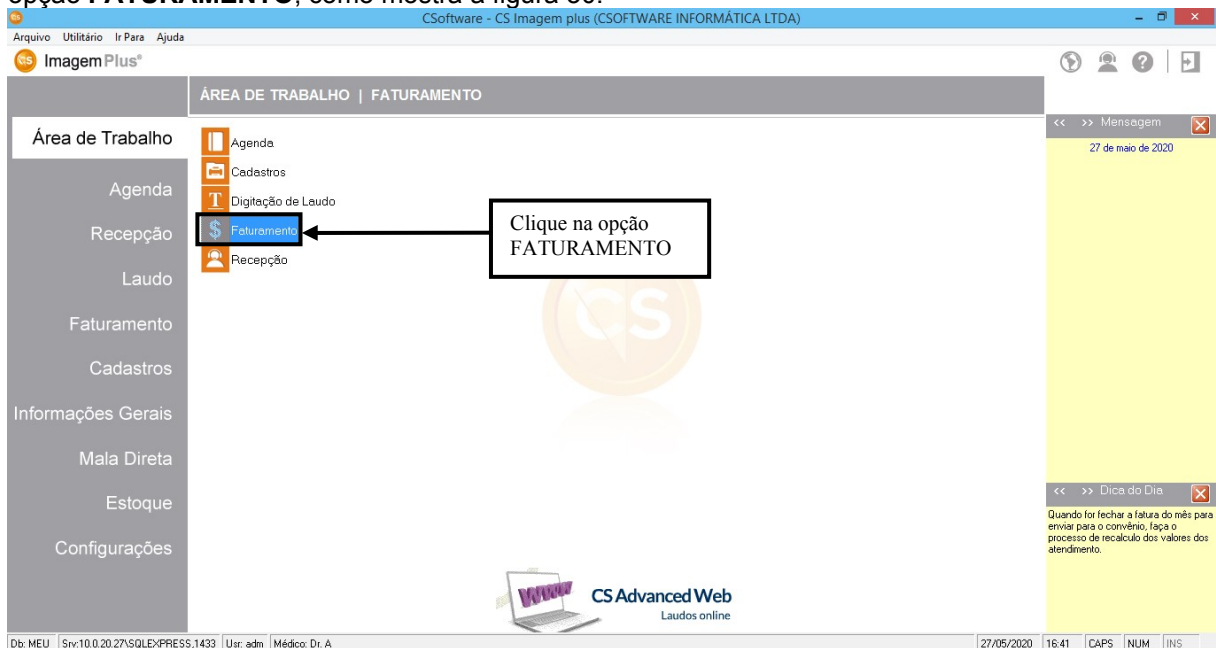 opção FATURAMENTO, como mostra a figura
CSoftware - CS Imagem plus (CSOFTWARE INFORMÁTICA LTDA)
Arquivo Utilitário Ir Para Ajuda
CS ImagemPlus®
ÁREA DE TRABALHO | FATURAMENTO
Área de Trabalho
Agenda
Recepção
Laudo
Faturamento
Cadastros
Informações Gerais
Mala Direta
Estoque
Configurações
Agenda
Cadastros
T Digitação de Laudo
$ Faturamento
Recepção
Clique na opção
FATURAMENTO
CS
WWW
CS Advanced Web
Laudos online
<< >> Mensagem
27 de maio de 2020
<< >> Dica do Dia
Quando for fechar a fatura do mês para
enviar para o convênio, faça o
processo de recalculo dos valores dos
atendimento.
Db: MEU Srv:10.0.20.27\SQLEXPRESS,1433 Usr: adm Médico: Dr. A 27/05/2020 16:41 CAPS NUM INS